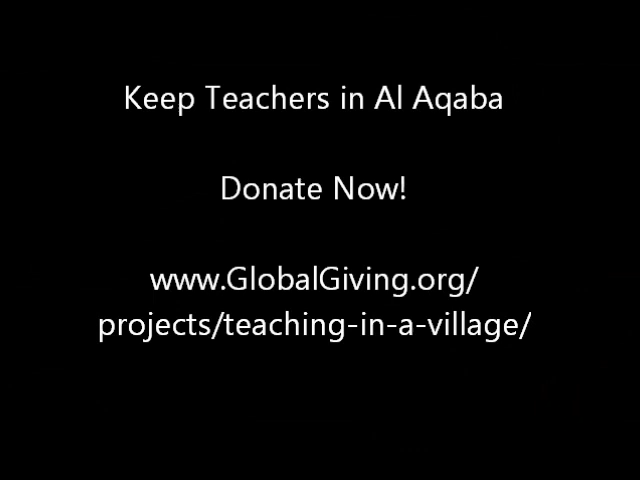 Keep Teachers in Al Aqaba
Donate Now!
www.GlobalGiving.org/
projects/teaching-in-a-village/